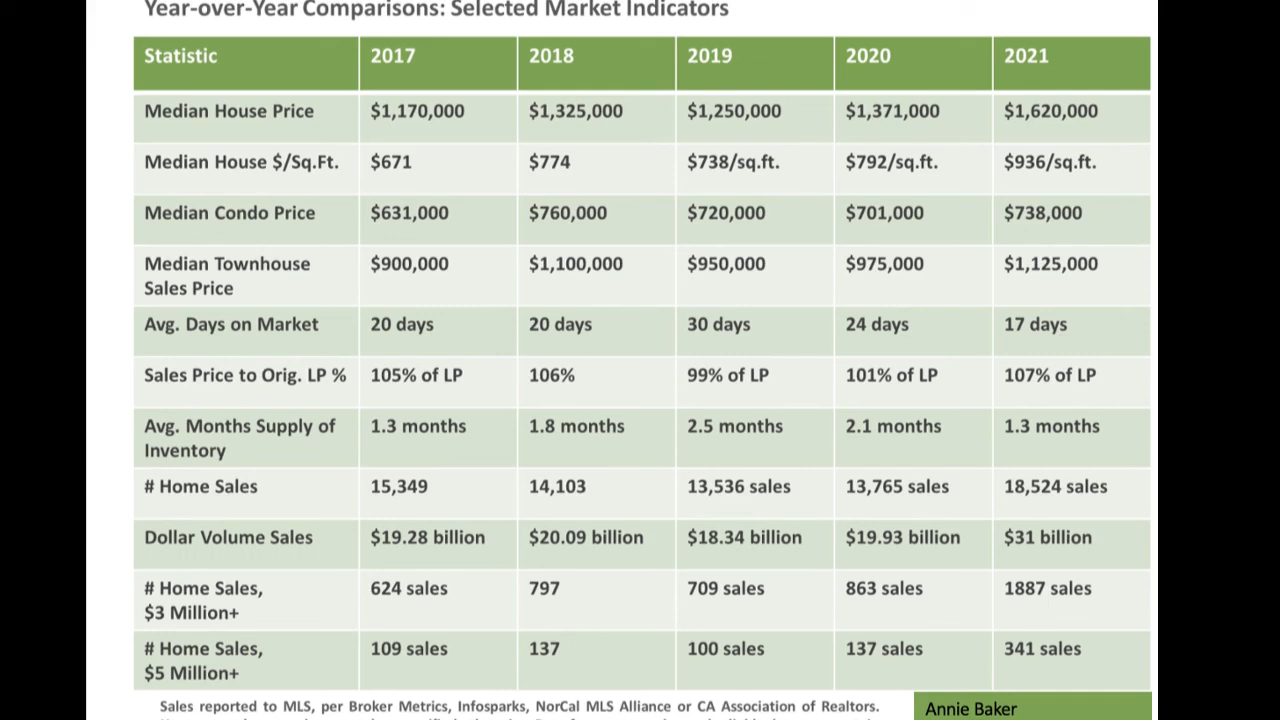 Year-over-Year Comparisons: Selected Market Indicators
Statistic 2017 2018 2019 2020 2021
Median House Price $1,170,000 $1,325,000 $1,250,000 $1,371,000 $1,620,000
Median House $/Sq.Ft. $671 $774 $738/sq.ft. $792/sq.ft. $936/sq.ft.
Median Condo Price $631,000 $760,000 $720,000 $701,000 $738,000
Median Townhouse
Sales Price $900,000 $1,100,000 $950,000 $975,000 $1,125,000
Avg. Days on Market 20 days 20 days 30 days 24 days 17 days
Sales Price to Orig. LP % 105% of LP 106% 99% of LP 101% of LP 107% of LP
Avg. Months Supply of
Inventory 1.3 months 1.8 months 2.5 months 2.1 months 1.3 months
# Home Sales 15,349 14,103 13,536 sales 13,765 sales 18,524 sales
Dollar Volume Sales $19.28 billion $20.09 billion $18.34 billion $19.93 billion $31 billion
# Home Sales,
$3 Million+ 624 sales 797 709 sales 863 sales 1887 sales
# Home Sales,
$5 Million+ 109 sales 137 100 sales 137 sales 341 sales
Sales reported to MLS, per Broker Metrics, Infosparks, NorCal MLS Alliance or CA Association of Realtors.
Annie Baker